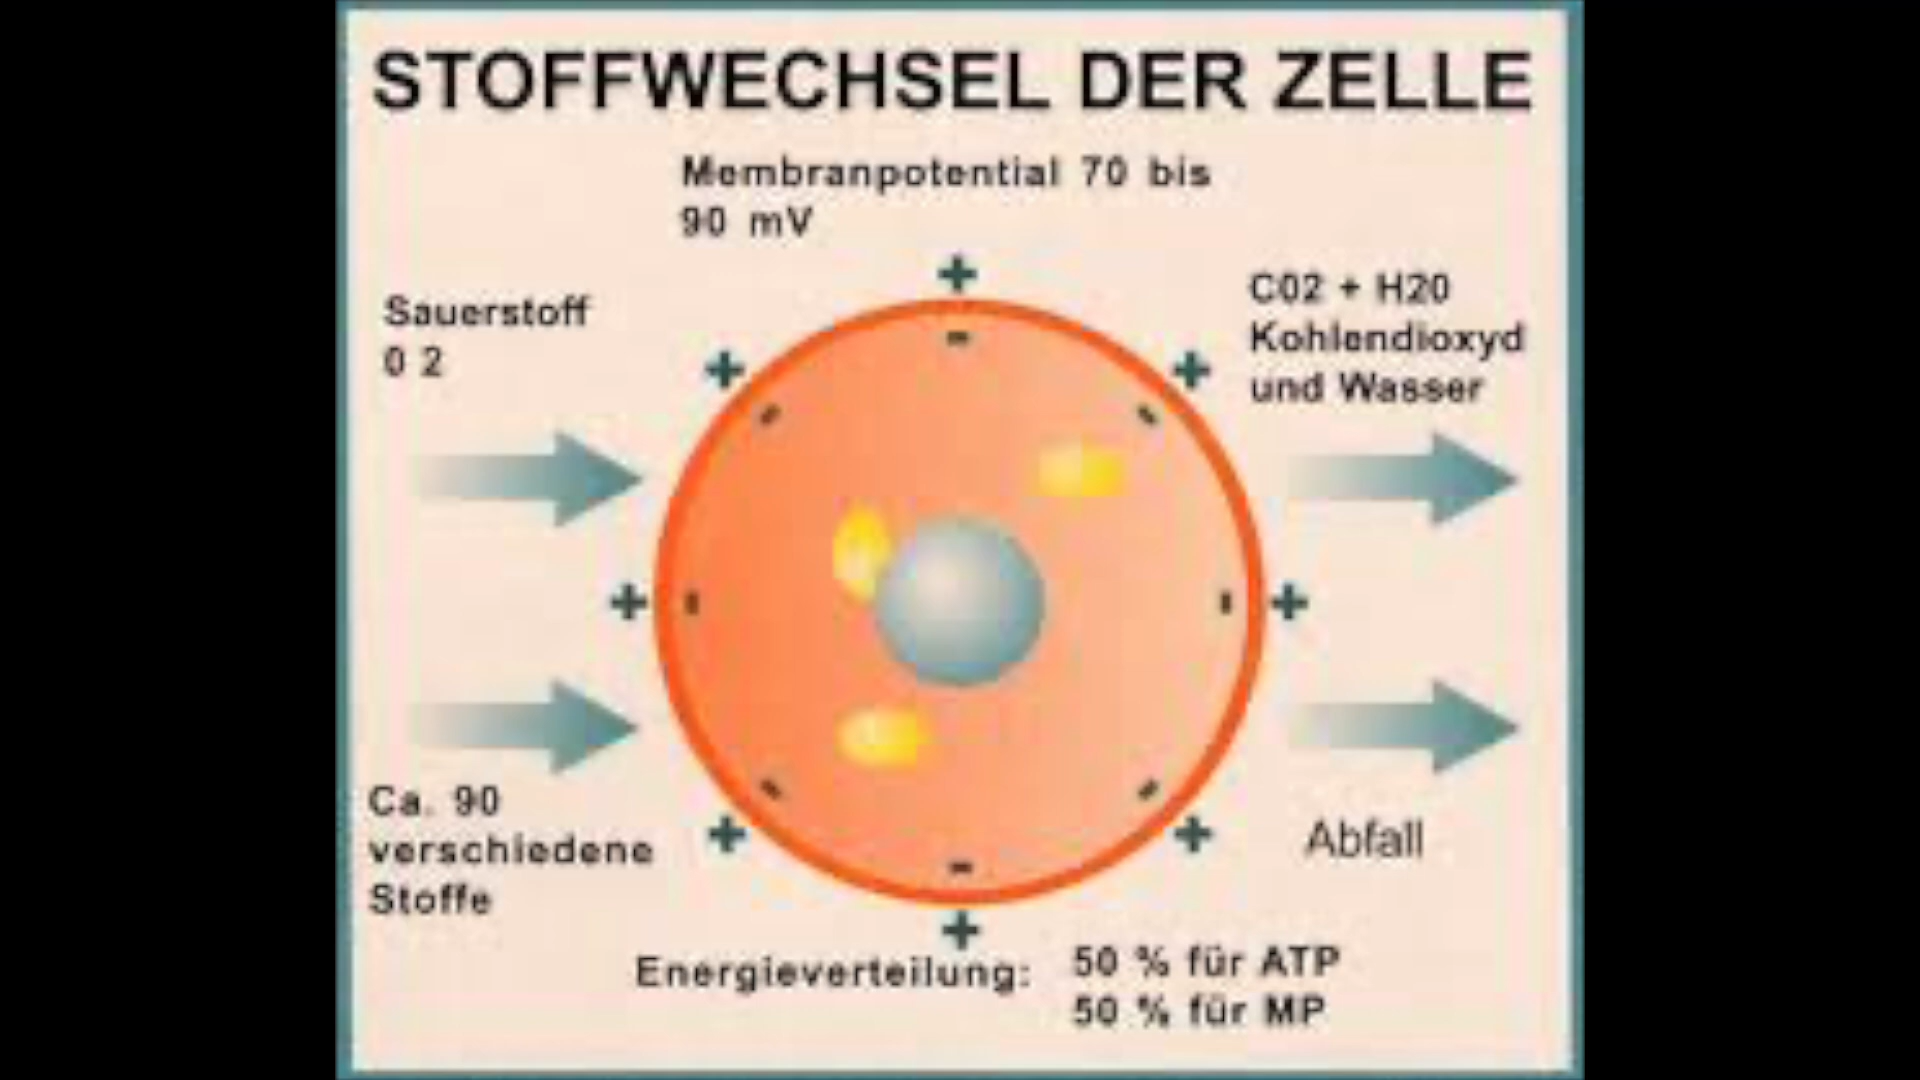 STOFFWECHSEL DER ZELLE
Membranpotential 70 bis
90 mV
Sauerstoff
0 2
C02 + H20
Kohlendioxyd
und Wasser
Ca. 90
verschiedene
Stoffe
Abfall
Energieverteilung:
50 % für ATP
50 % für MP